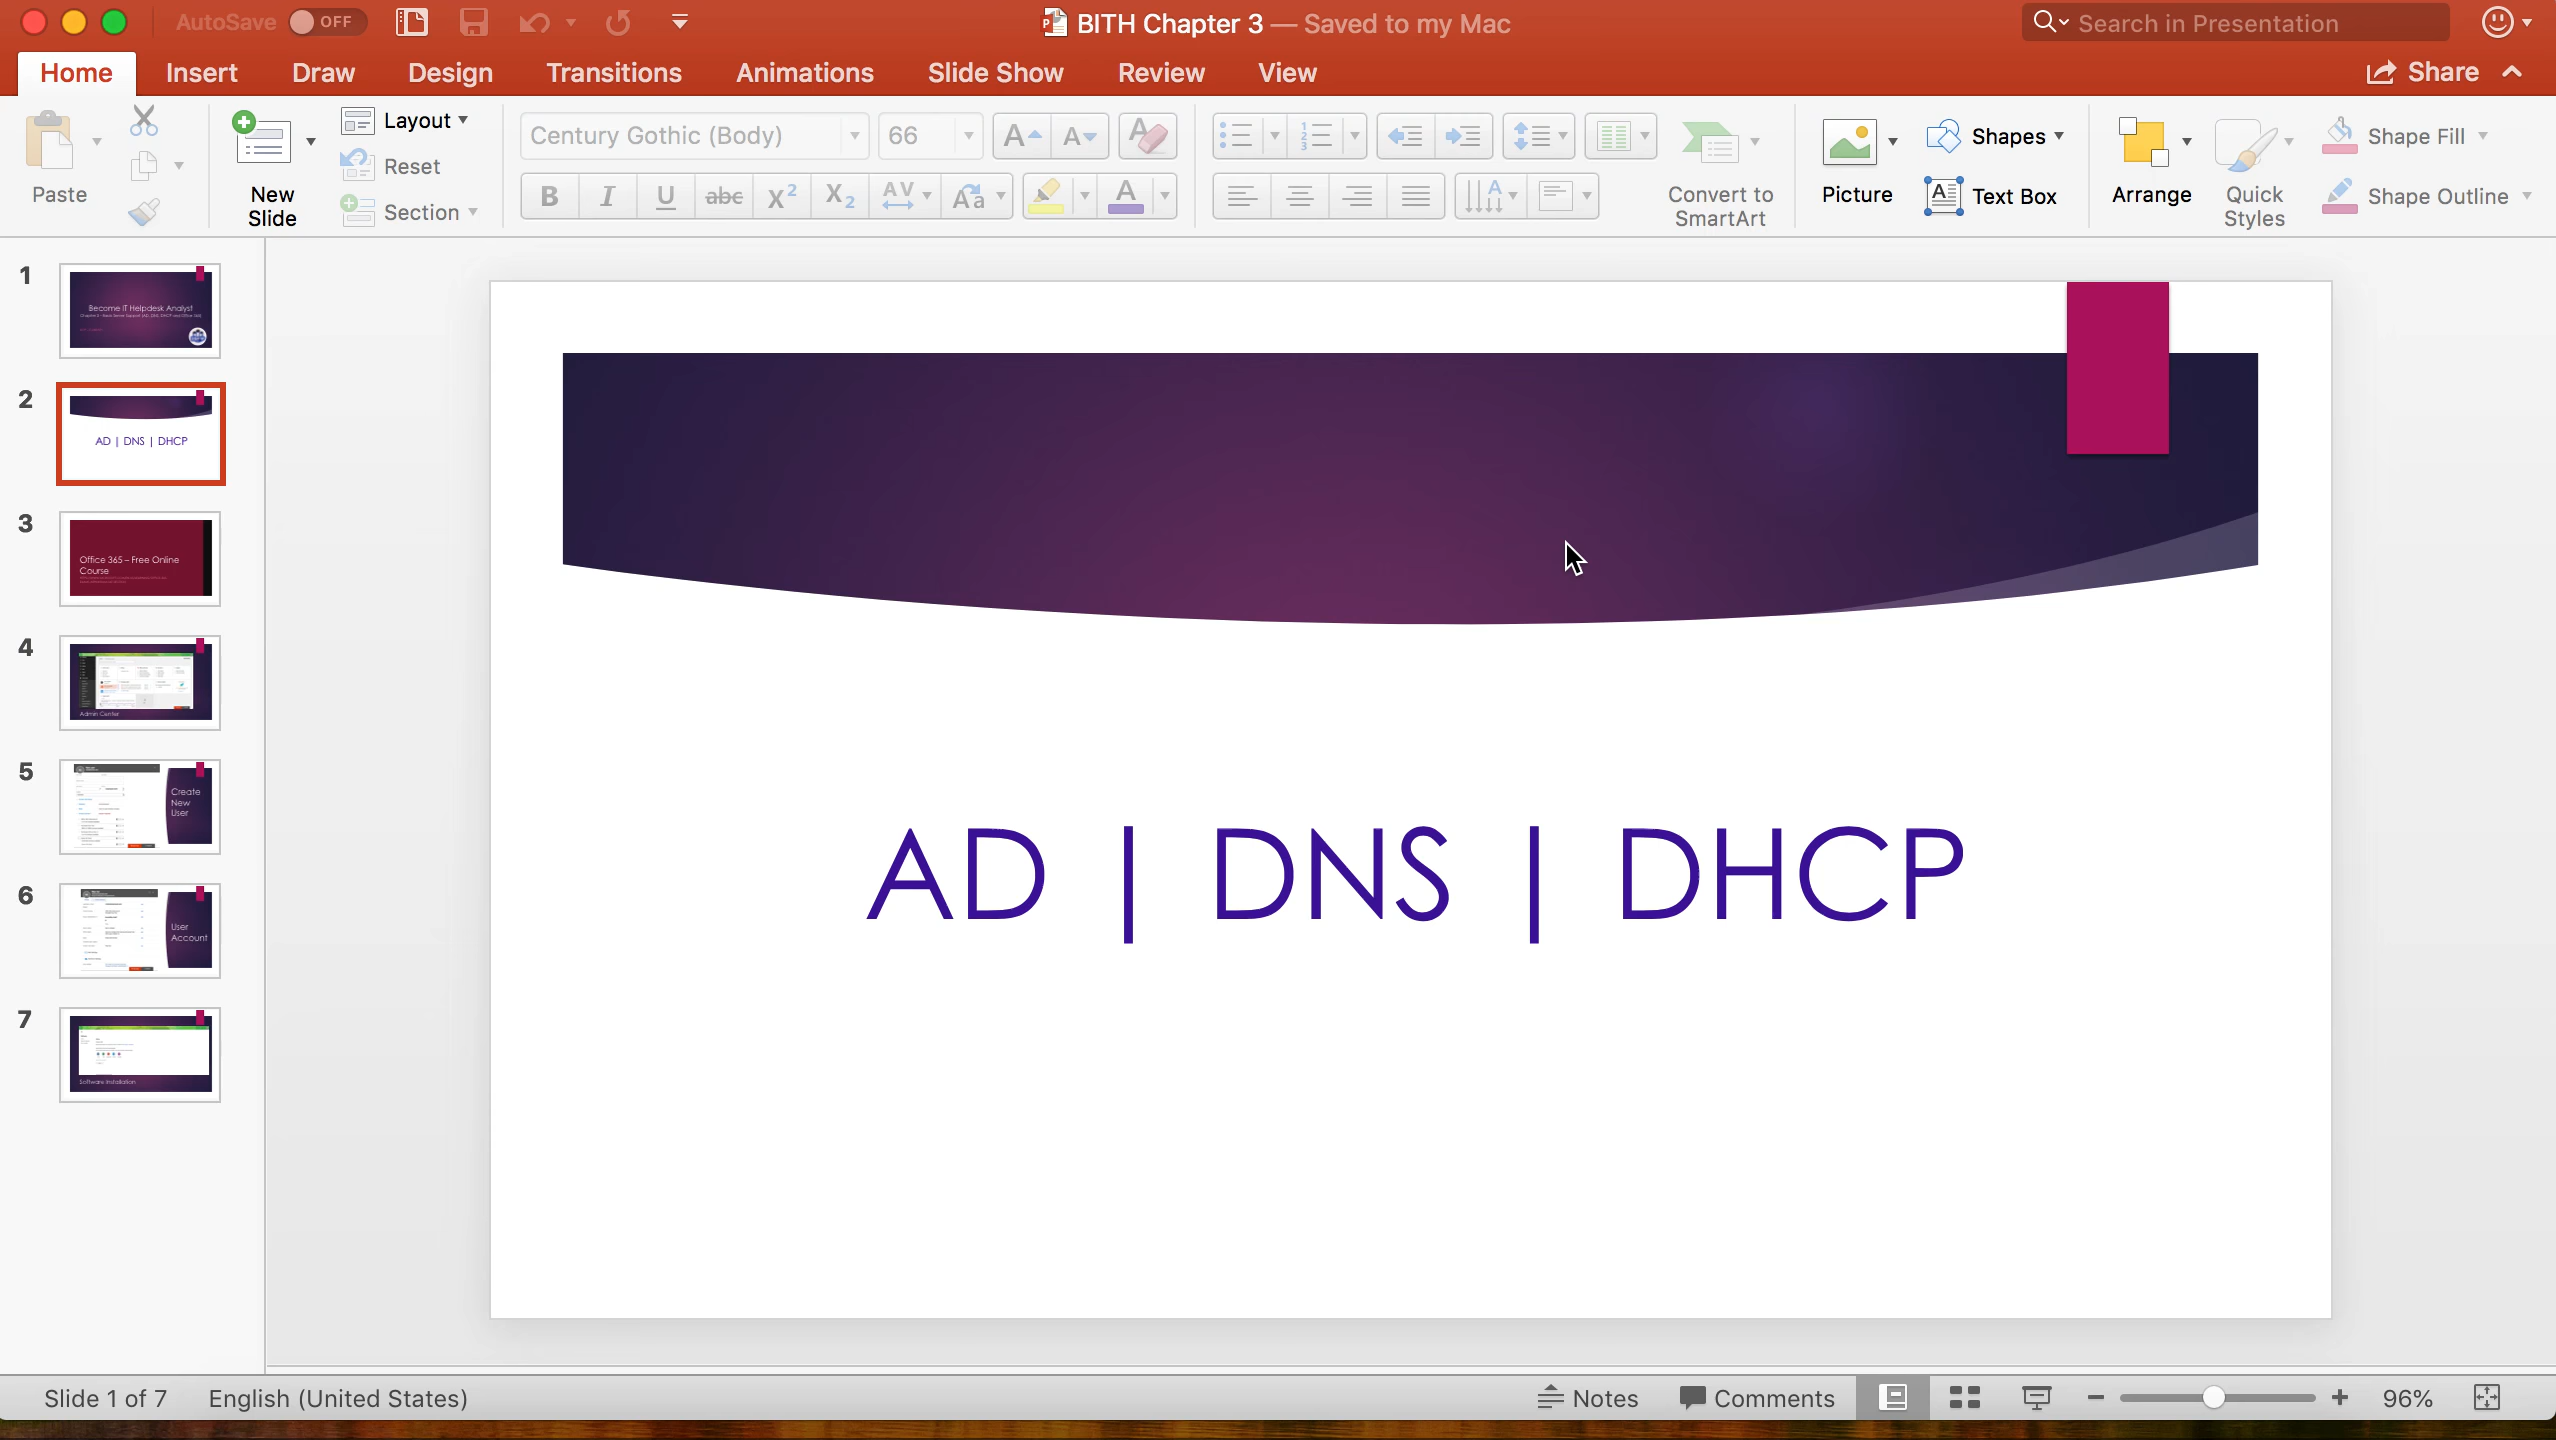 AutoSave OFF
BITH Chapter 3 — Saved to my Mac
Search in Presentation
Home Insert Draw Design Transitions Animations Slide Show Review View
Share
Paste
New
Slide
Layout
Reset
Section
Century Gothic (Body) 66
Convert to
SmartArt
Picture
Shapes
Text Box
Arrange
Quick
Styles
Shape Fill
Shape Outline
1
Become IT Helpdesk Analyst
2
AD | DNS | DHCP
3
Office 365 – Free Online
Course
4
Admin Center
5
Create
New
User
6
User
Account
7
Software Installation
AD | DNS | DHCP
Slide 1 of 7 English (United States)
Notes Comments 96%